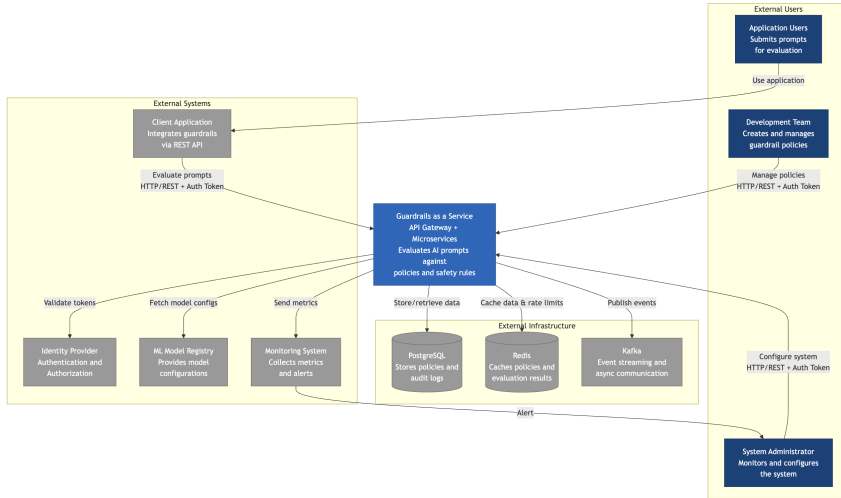 External Users
Application Users
Submits prompts
for evaluation
Use application
External Systems
Client Application
Integrates guardrails
via REST API
Development Team
Creates and manages
guardrail policies
Evaluate prompts
HTTP/REST + Auth Token
Manage policies
HTTP/REST + Auth Token
Guardrails as a Service
API Gateway +
Microservices
Evaluates AI prompts
against
policies and safety rules
Validate tokens
Fetch model configs
Send metrics
Store/retrieve data
Cache data & rate limits
Publish events
External Infrastructure
Identity Provider
Authentication and
Authorization
ML Model Registry
Provides model
configurations
Monitoring System
Collects metrics
and alerts
PostgreSQL
Stores policies and
audit logs
Redis
Caches policies and
evaluation results
Kafka
Event streaming and
async communication
Configure system
HTTP/REST + Auth Token
Alert
System Administrator
Monitors and configures
the system